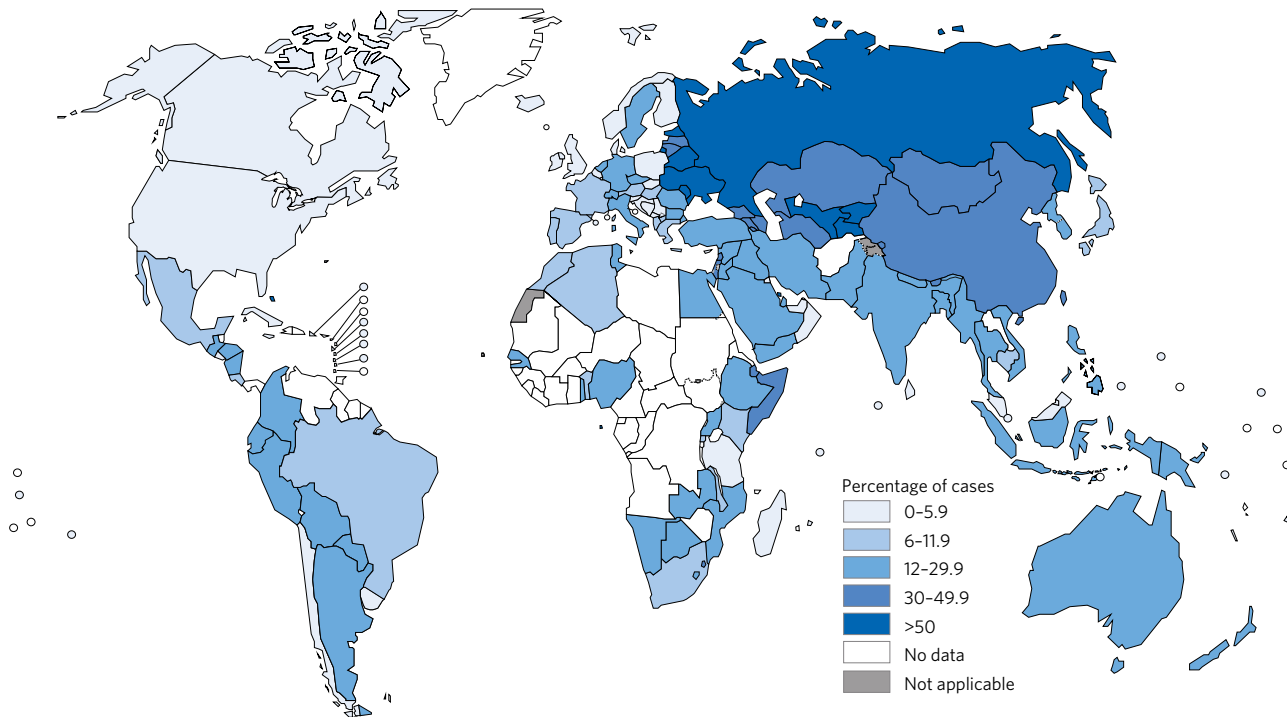 Percentage of cases
0–5.9
6–11.9
12–29.9
30–49.9
>50
No data
Not applicable